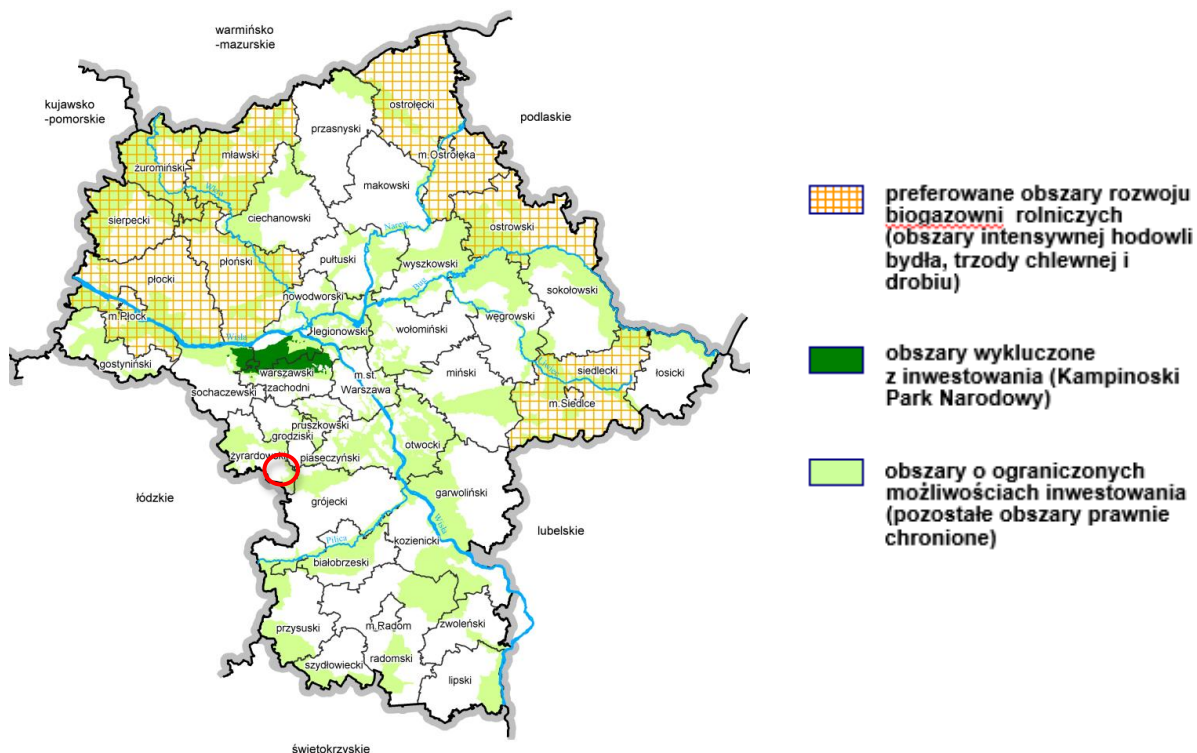 warmińsko
-mazurskie
kujawsko
-pomorskie
podlaskie
ostrołęcki
przasnyski
m.Ostrołęka
mławski
żuromiński
makowski
Wkra
ciechanowski
sierpecki
Narew
ostrowski
pułtuski
wyszkowski
płoński
płocki
Bug
sokołowski
nowodworski
węgrowski
m.Płock
legionowski
wołomiński
Wisła
gostyniński
warszawski
zachodni
m.st.
Warszawa
miński
siedlecki
łosicki
sochaczewski
m.Siedlce
pruszkowski
grodziski
otwocki
żyrardowski
piaseczyński
garwoliński
łódzkie
grójecki
Wisła
lubelskie
Pilica
kozienicki
białobrzeski
przysuski
m.Radom
zwoleński
radomski
szydłowiecki
lipski
świętokrzyskie
preferowane obszary rozwoju
biogazowni rolniczych
(obszary intensywnej hodowli
bydła, trzody chlewnej i
drobiu)
obszary wykluczone
z inwestowania (Kampinoski
Park Narodowy)
obszary o ograniczonych
możliwościach inwestowania
(pozostałe obszary prawnie
chronione)